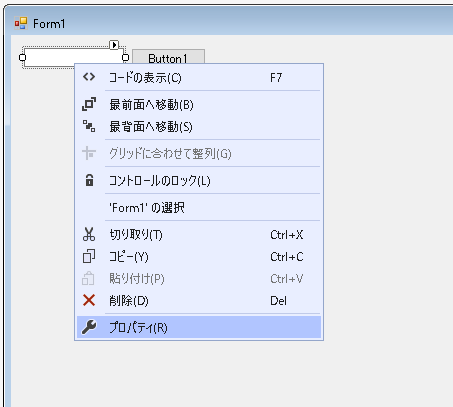 Form1
Button1
コードの表示(C) F7
最前面へ移動(B)
最背面へ移動(S)
グリッドに合わせて整列(G)
コントロールのロック(L)
'Form1' の選択
切り取り(T) Ctrl+X
コピー(Y) Ctrl+C
貼り付け(P) Ctrl+V
削除(D) Del
プロパティ(R)